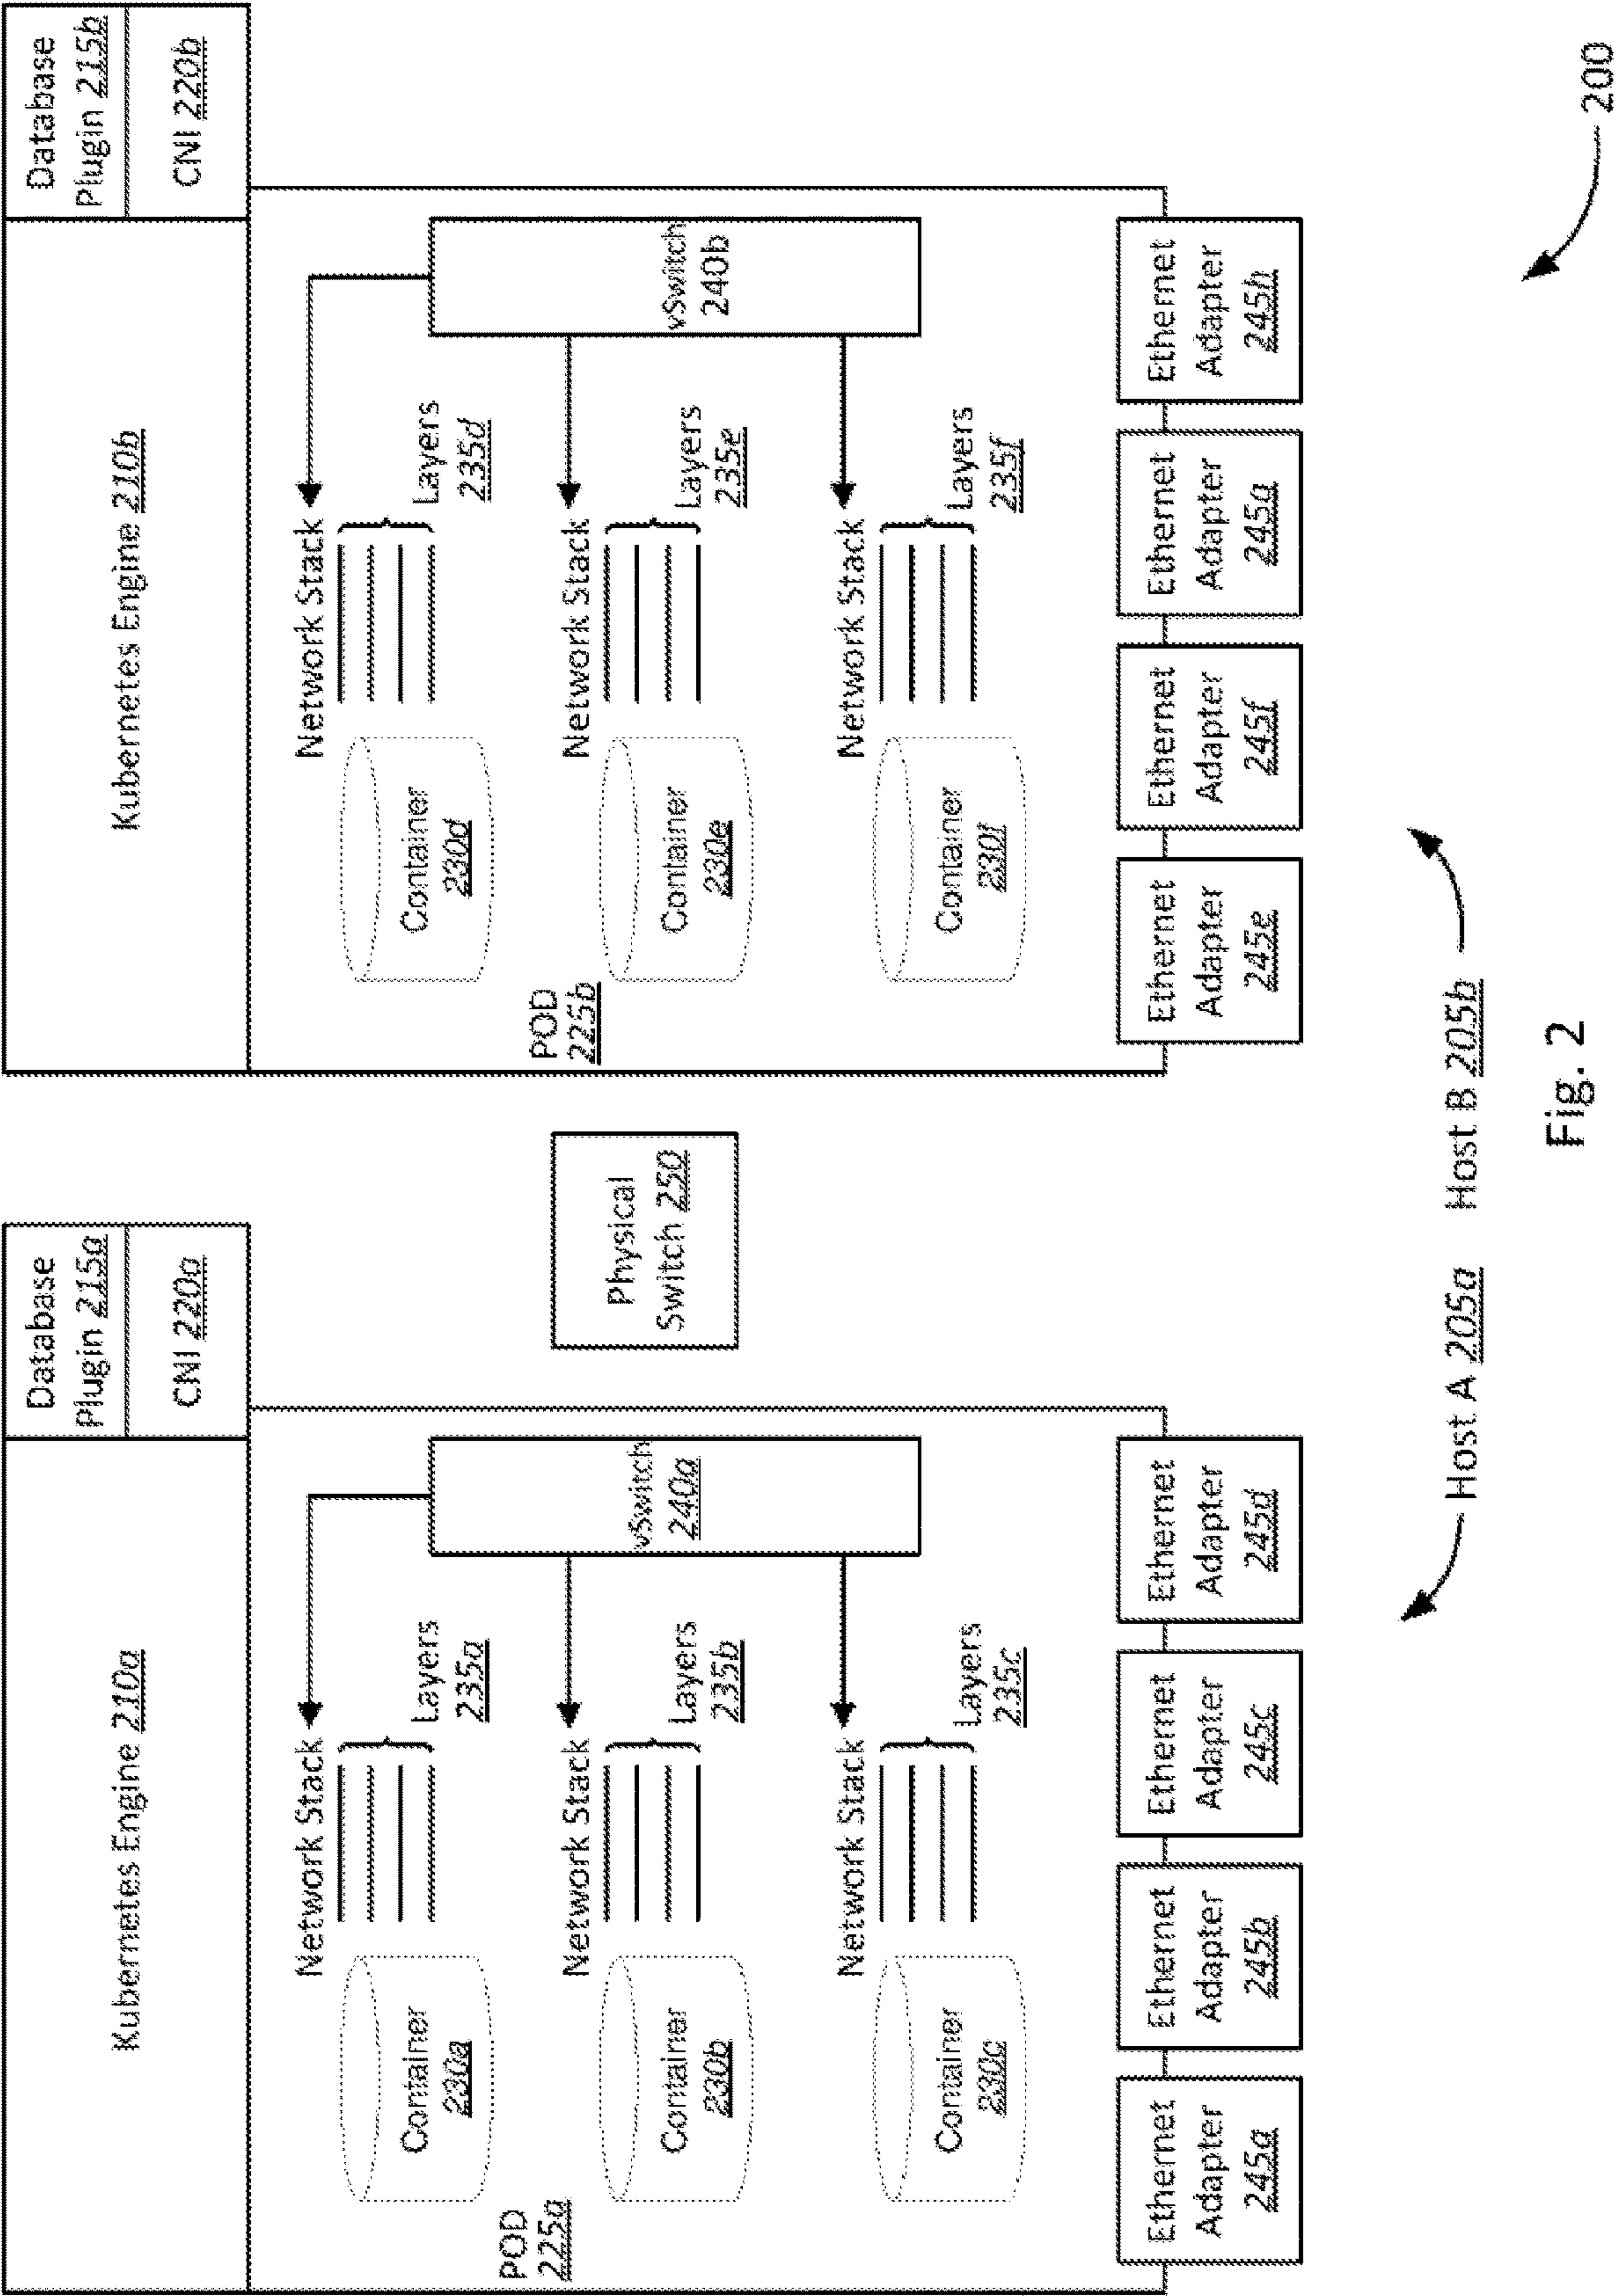 Kubernetes Engine 210a
Database
Plugin 215a
CNI 220a
POD
225a
Network Stack
Container
230a
Layers
235a
Network Stack
Container
230b
Layers
235b
Network Stack
Container
230c
Layers
235c
vSwitch
240a
Ethernet
Adapter
245a
Ethernet
Adapter
245b
Ethernet
Adapter
245c
Ethernet
Adapter
245d
Physical
Switch 250
Kubernetes Engine 210b
Database
Plugin 215b
CNI 220b
POD
225b
Network Stack
Container
230d
Layers
235d
Network Stack
Container
230e
Layers
235e
Network Stack
Container
230f
Layers
235f
vSwitch
240b
Ethernet
Adapter
245e
Ethernet
Adapter
245f
Ethernet
Adapter
245g
Ethernet
Adapter
245h
Host A 205a
Host B 205b
Fig. 2
200